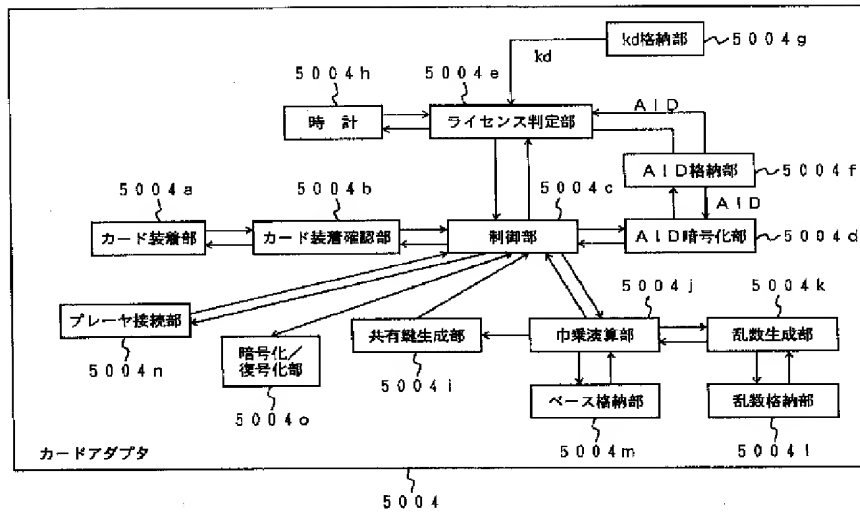 kd格納部
5004g
kd
5004h
5004e
時 計
ライセンス判定部
AID
AID格納部
5004f
AID
5004a
5004b
5004c
カード装着部
カード装着確認部
制御部
AID暗号化部
5004d
5004j
5004k
プレーヤ接続部
共有鍵生成部
巾乗演算部
乱数生成部
5004n
暗号化/
復号化部
5004i
5004o
ベース格納部
乱数格納部
5004m
5004l
カードアダプタ
5004